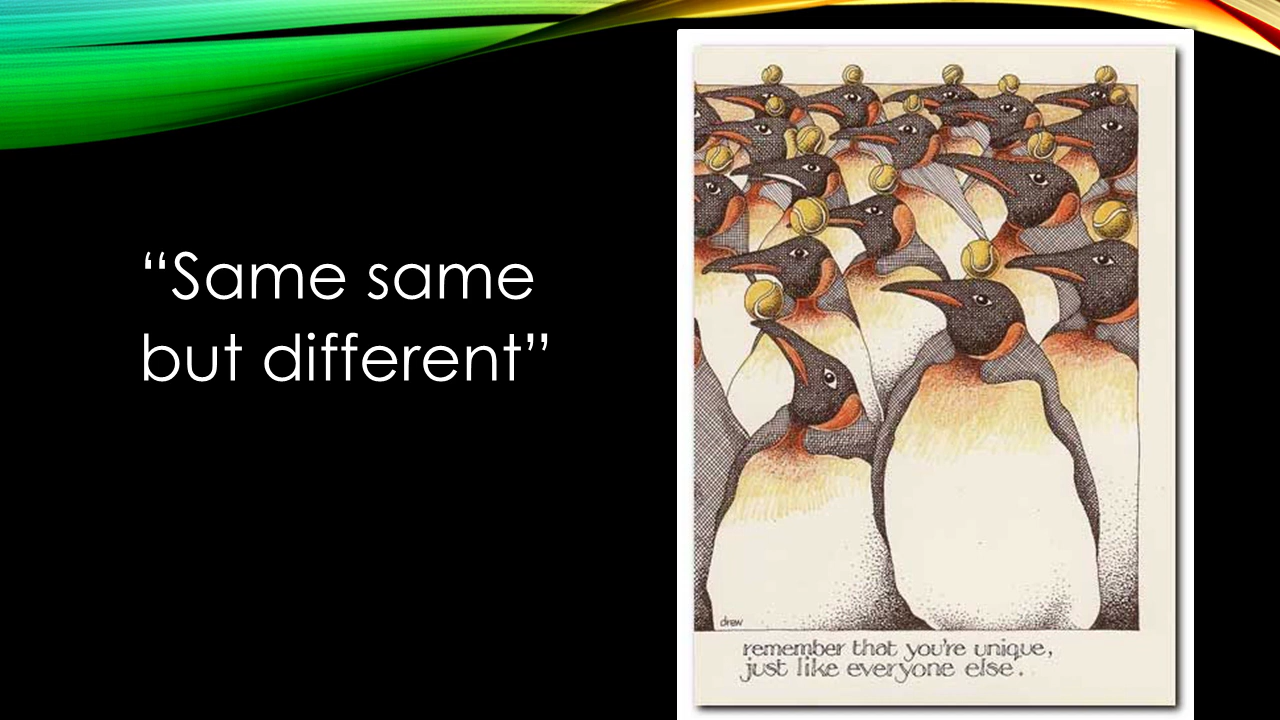 “Same same
but different”
drew
remember that you're unique,
just like everyone else.